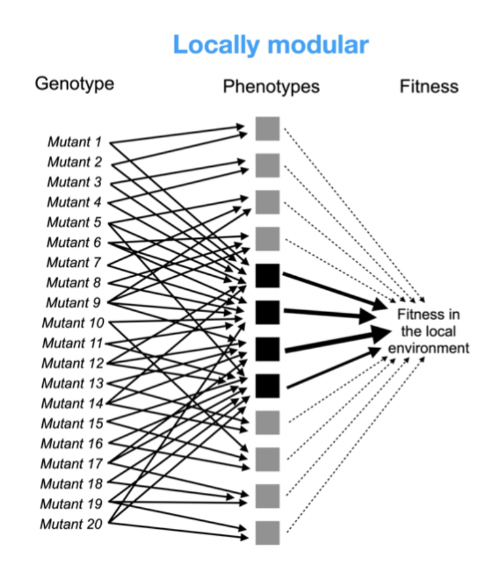 Locally modular
Genotype Phenotypes Fitness
Mutant 1
Mutant 2
Mutant 3
Mutant 4
Mutant 5
Mutant 6
Mutant 7
Mutant 8
Mutant 9
Mutant 10
Mutant 11
Mutant 12
Mutant 13
Mutant 14
Mutant 15
Mutant 16
Mutant 17
Mutant 18
Mutant 19
Mutant 20
Fitness in
the local
environment